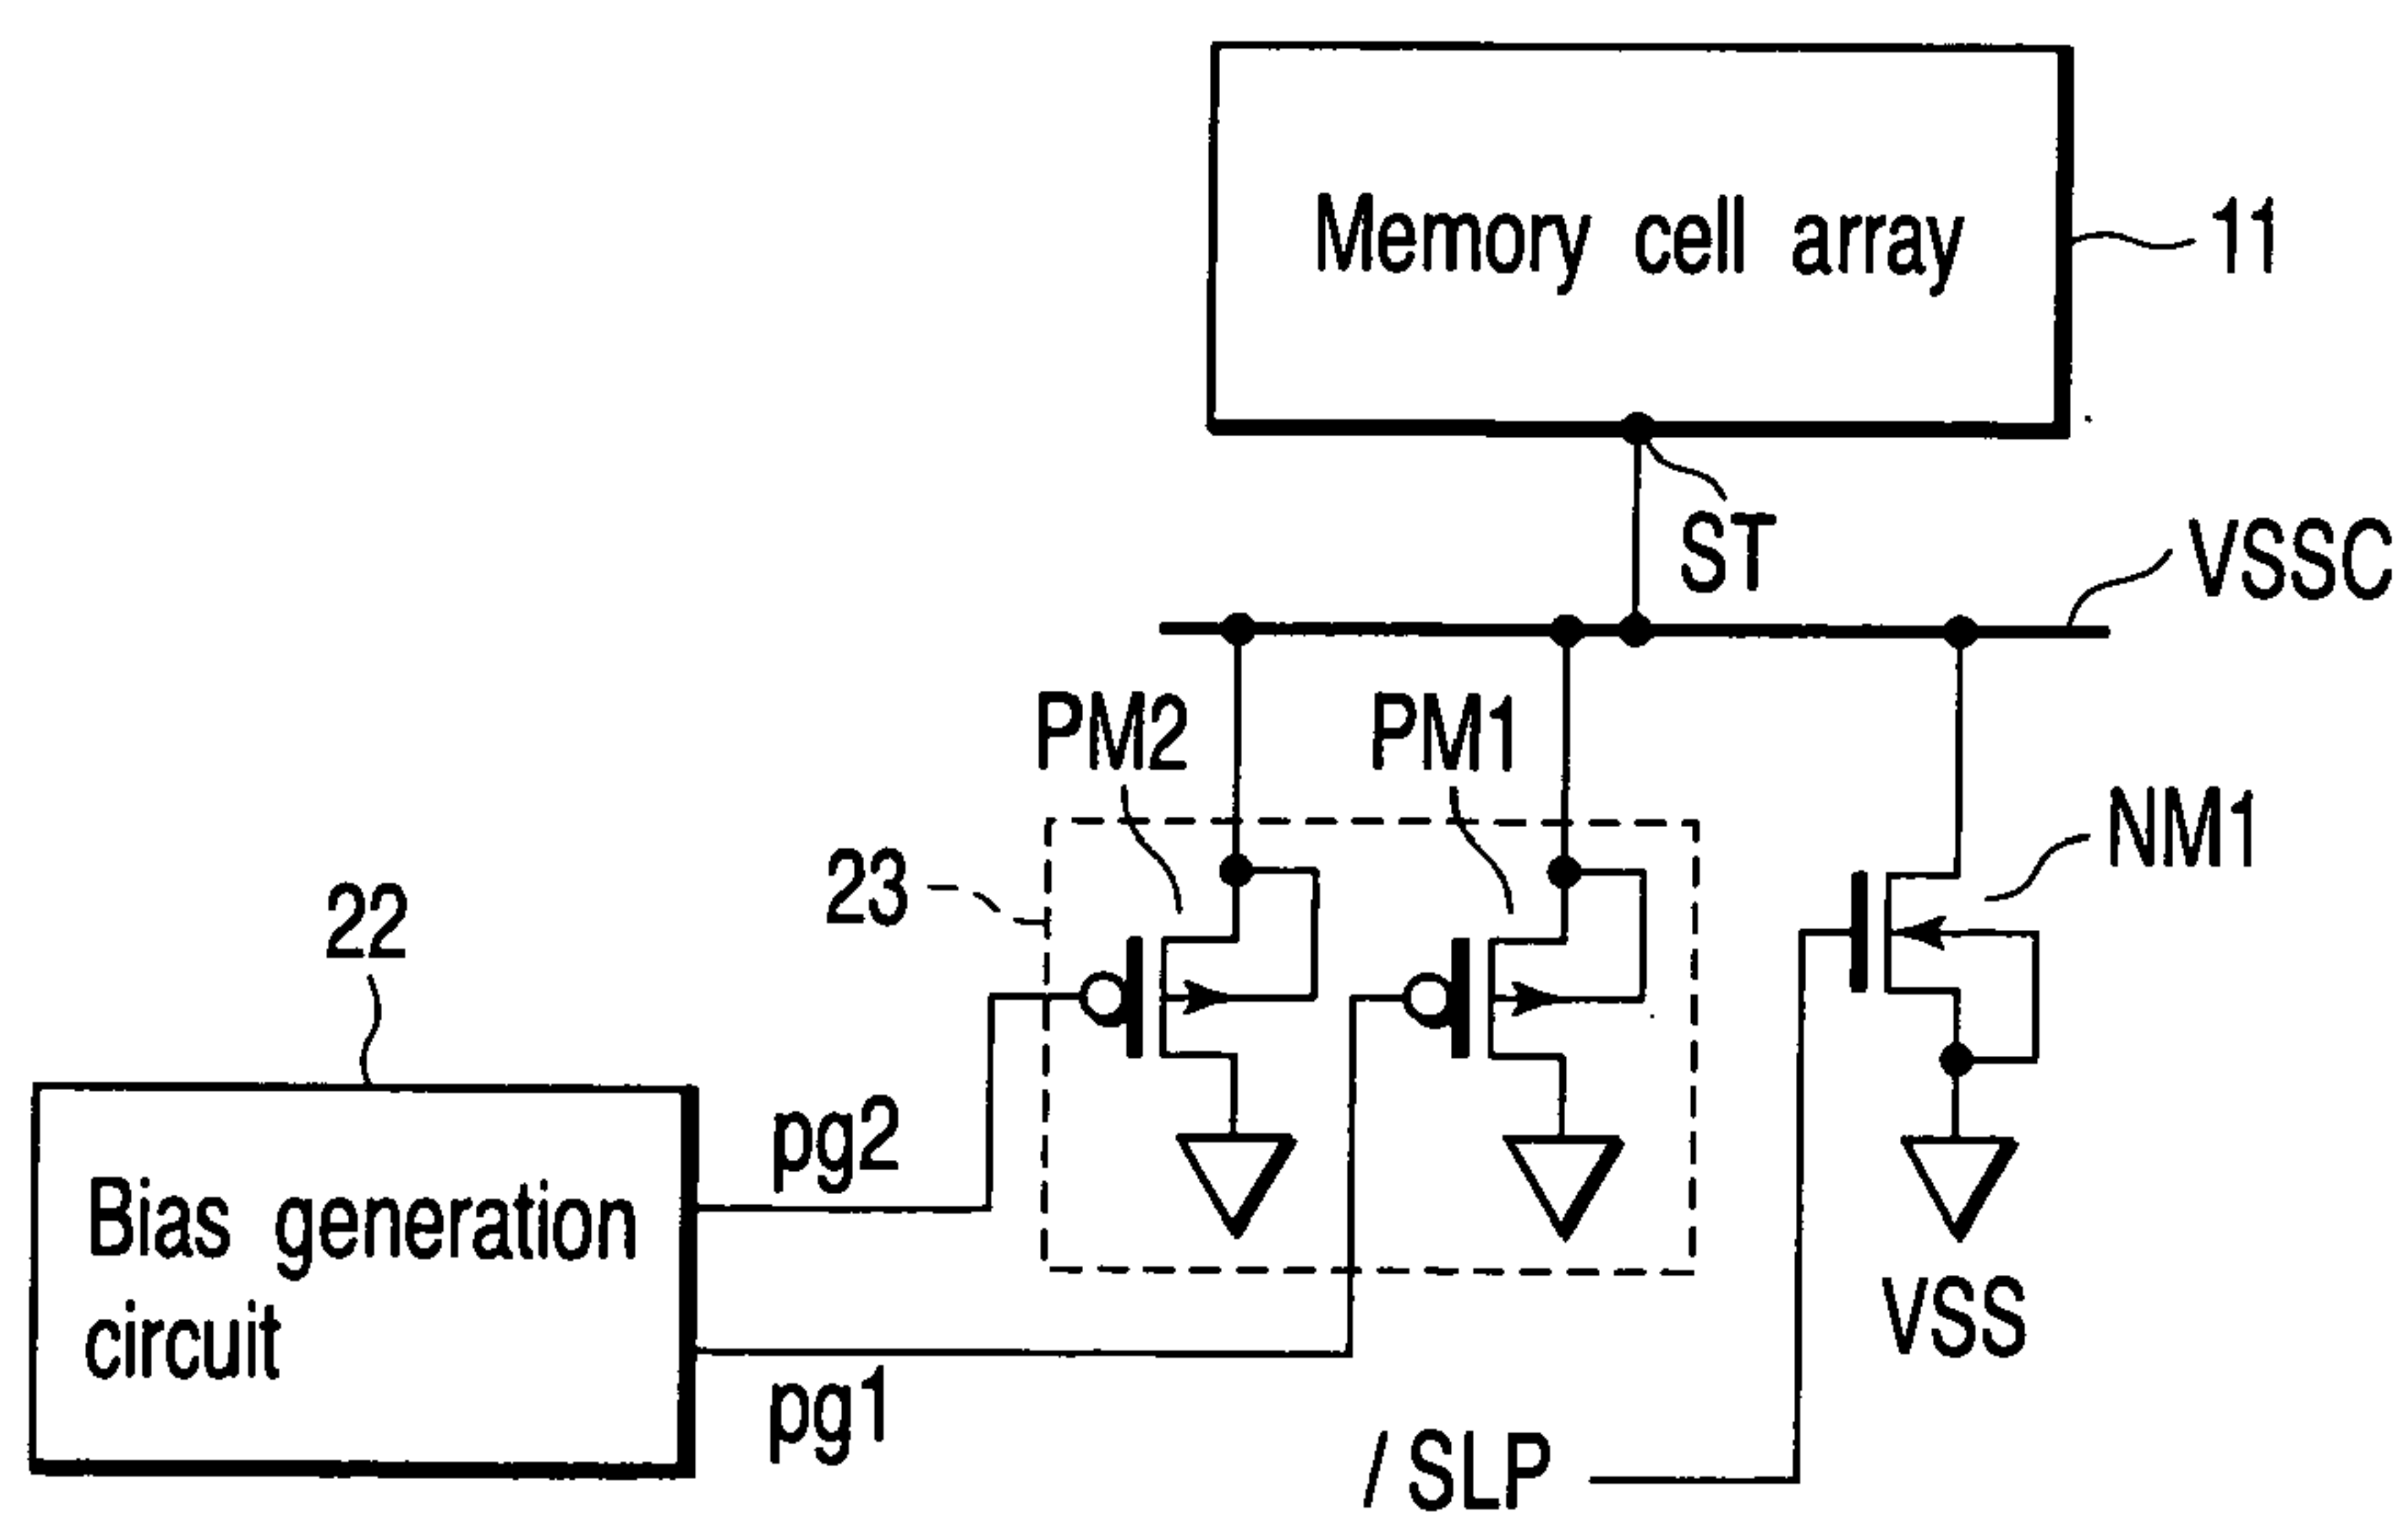 Memory cell array
11
ST
VSSC
PM2
PM1
NM1
23
22
pg2
Bias generation
circuit
VSS
pg1
/SLP